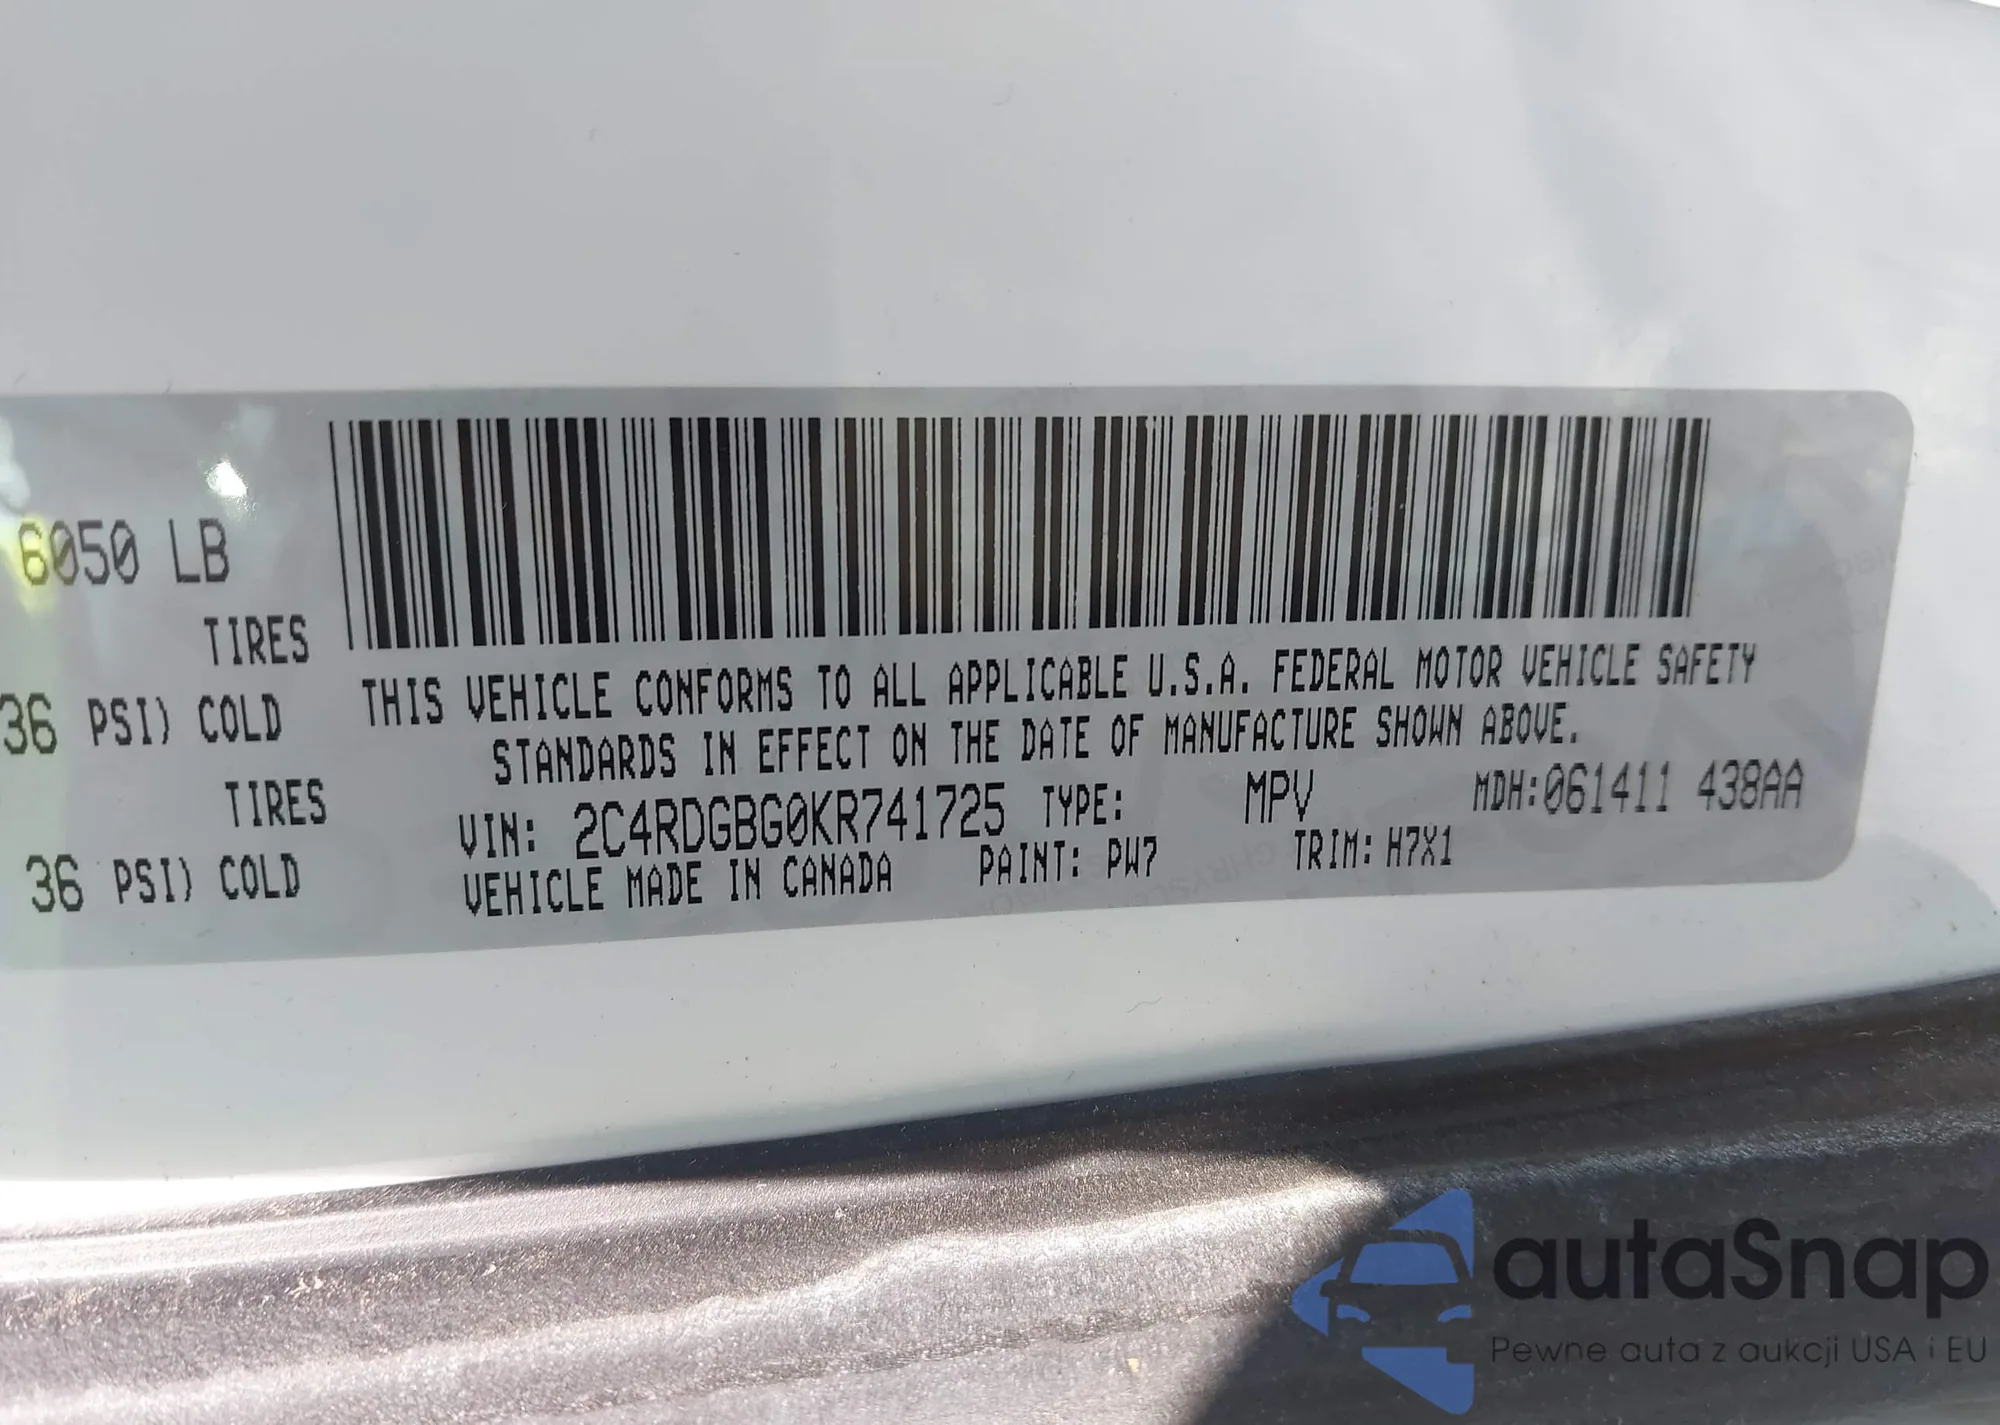 6050 LB
TIRES
36 PSI) COLD
TIRES
36 PSI) COLD
THIS VEHICLE CONFORMS TO ALL APPLICABLE U.S.A. FEDERAL MOTOR VEHICLE SAFETY
STANDARDS IN EFFECT ON THE DATE OF MANUFACTURE SHOWN ABOVE.
VIN: 2C4RDGBG0KR741725 TYPE: MPV MDH:061411 438AA
VEHICLE MADE IN CANADA PAINT: PW7 TRIM: H7X1
autaSnap
Pewne auta z aukcji USA i EU